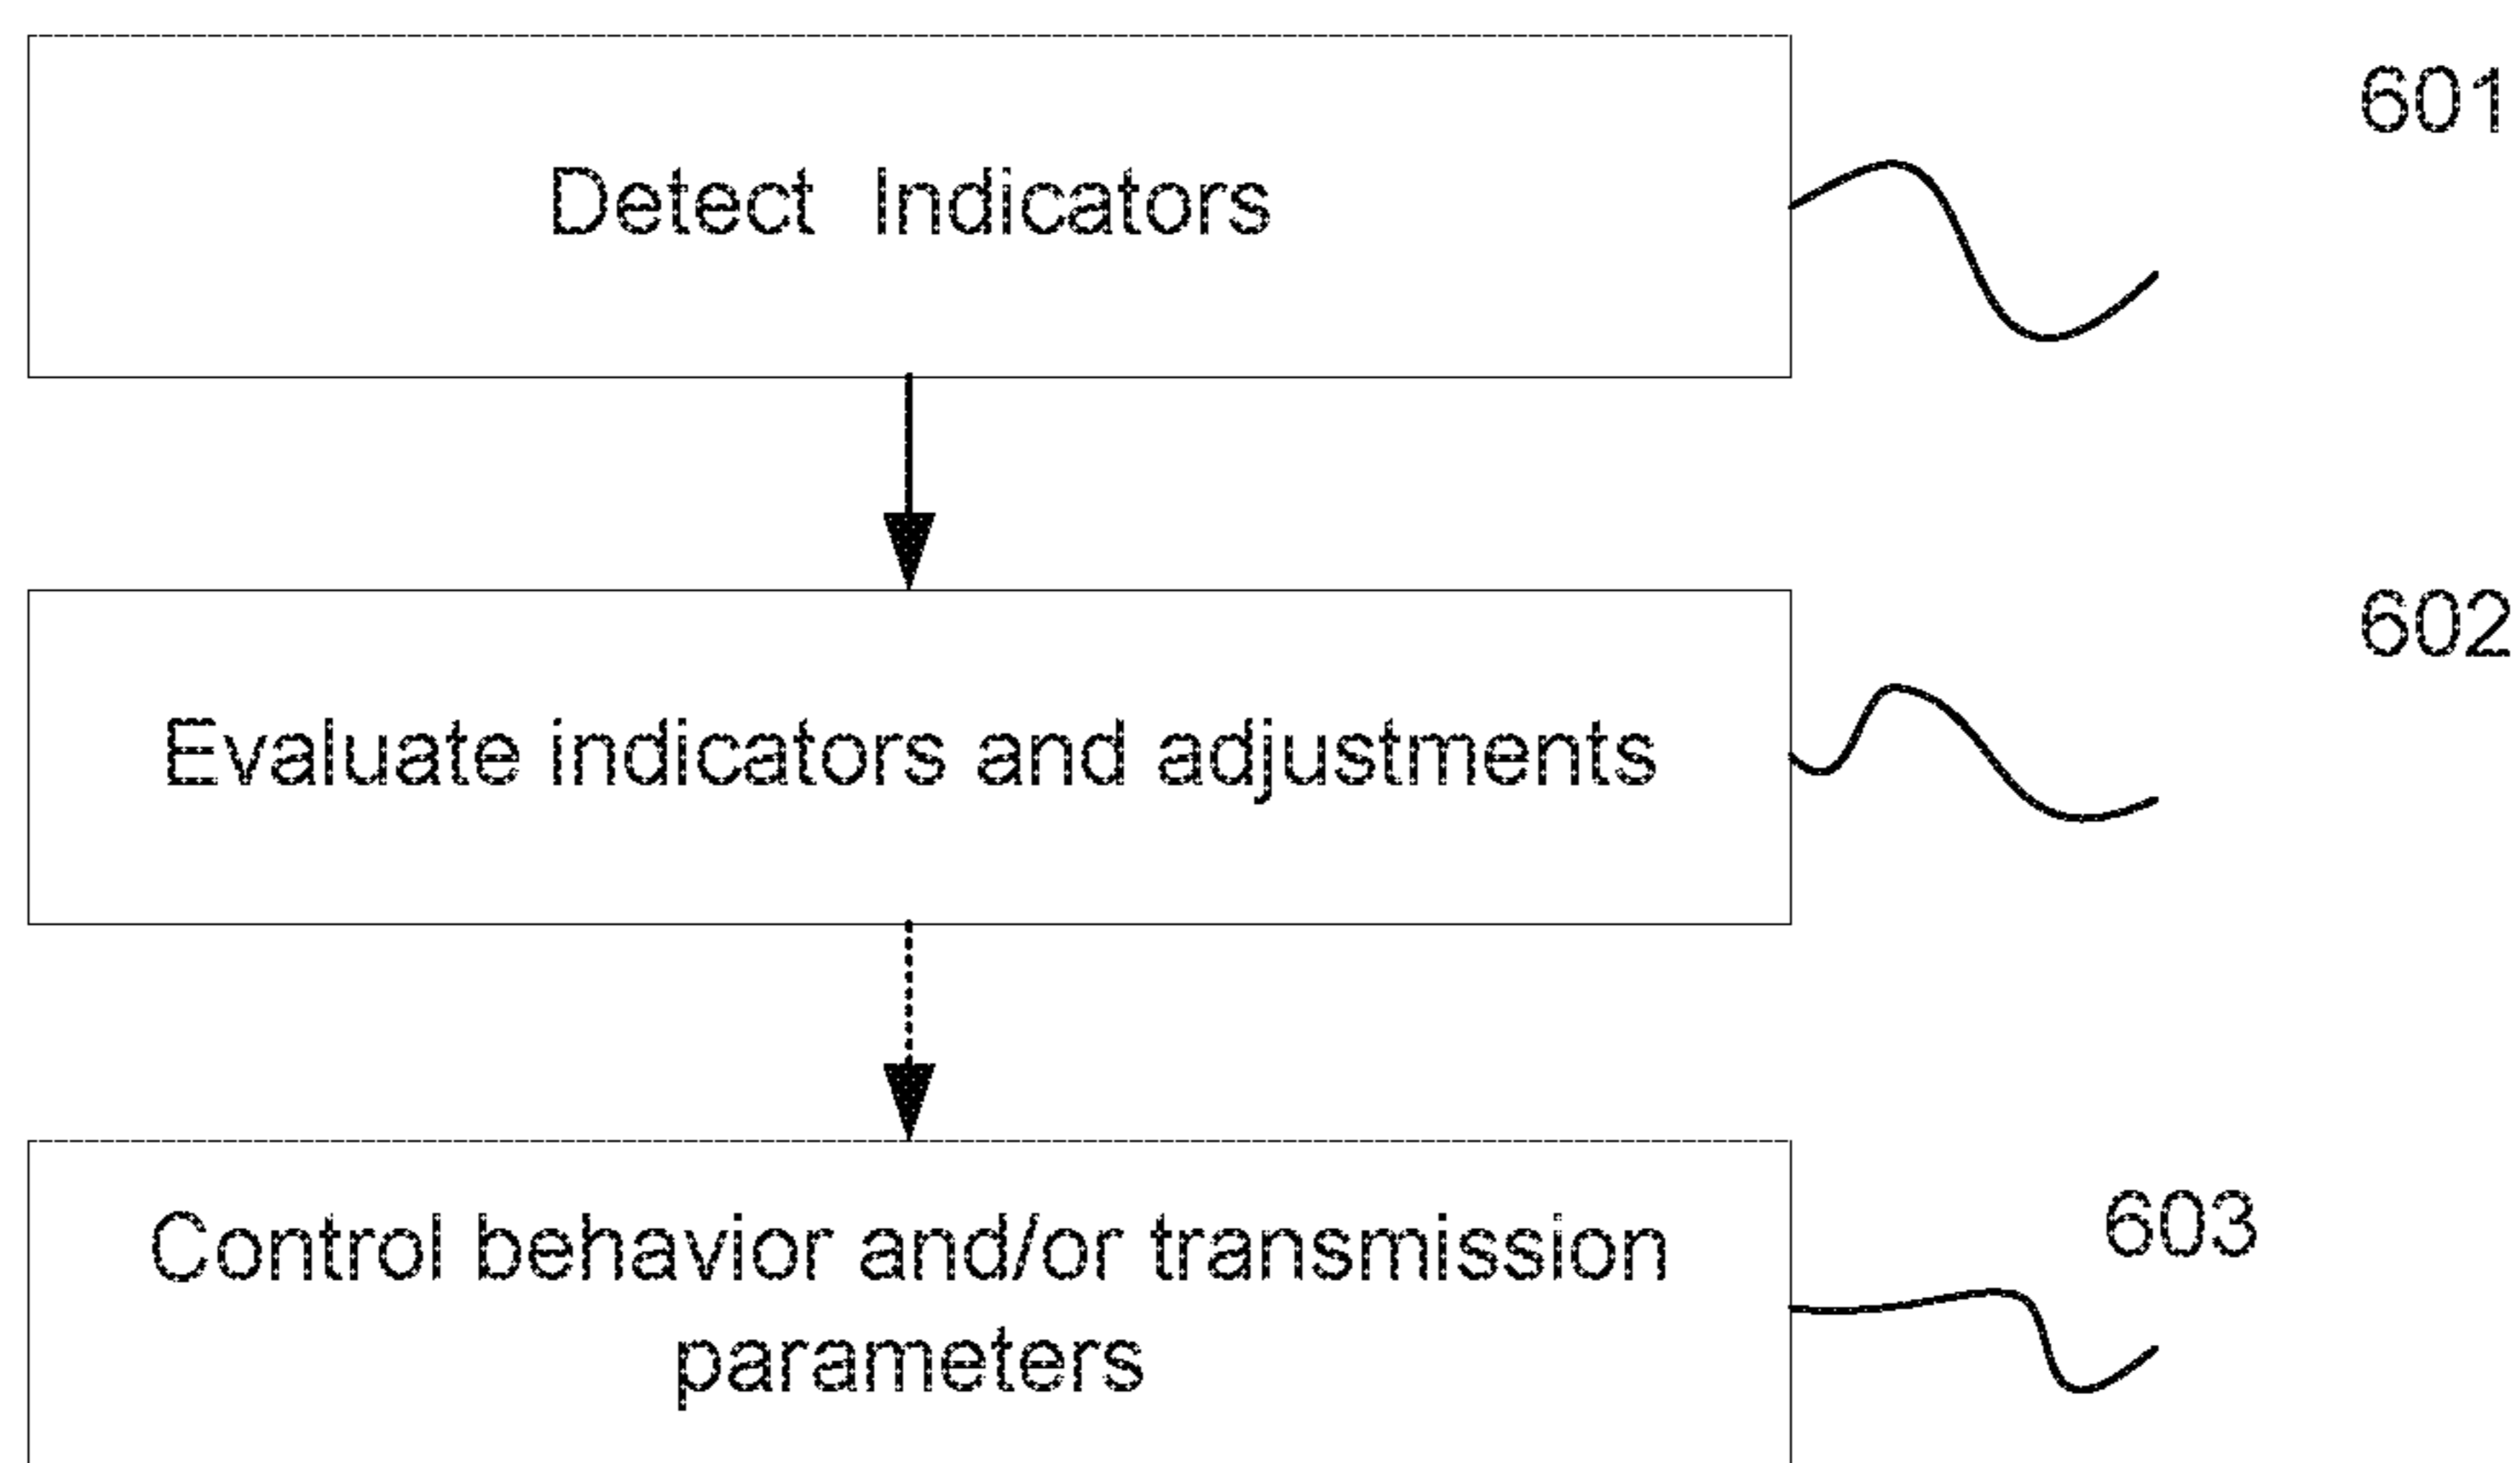 601
Detect Indicators
602
Evaluate indicators and adjustments
603
Control behavior and/or transmission
parameters